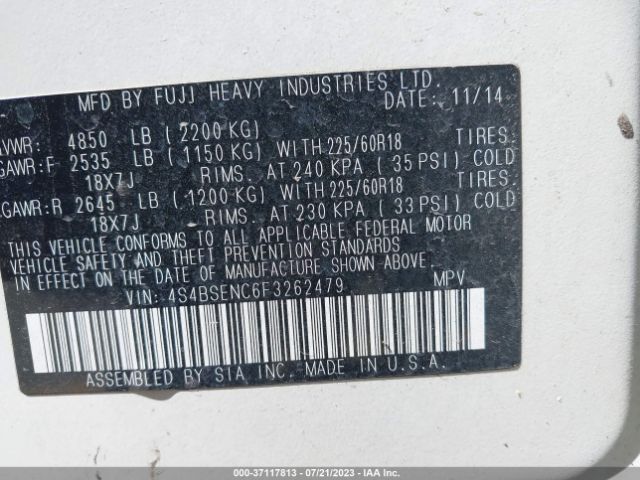 MFD BY FUJI HEAVY INDUSTRIES LTD.
DATE: 11/14
GVWR: 4850 LB ( 2200 KG)
GAWR:F 2535 LB ( 1150 KG) WITH 225/60R18 TIRES
18X7J RIMS, AT 240 KPA ( 35 PSI) COLD
GAWR:R 2645 LB ( 1200 KG) WITH 225/60R18 TIRES
18X7J RIMS, AT 230 KPA ( 33 PSI) COLD
THIS VEHICLE CONFORMS TO ALL APPLICABLE FEDERAL MOTOR
VEHICLE SAFETY AND THEFT PREVENTION STANDARDS
IN EFFECT ON THE DATE OF MANUFACTURE SHOWN ABOVE.
VIN: 4S4BSENC6F3262479 MPV
ASSEMBLED BY SIA INC. MADE IN U.S.A.
000-37117813 - 07/21/2023 - IAA Inc.